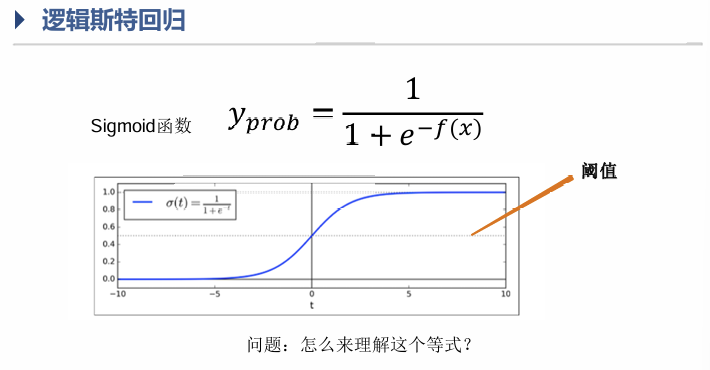 逻辑斯特回归
Sigmoid函数 y_{prob} = \frac{1}{1 + e^{-f(x)}}
阈值
σ(t) = \frac{1}{1+e^{-t}}
1.0
0.8
0.6
0.4
0.2
0.0
−10 −5 0 5 10
t
问题：怎么来理解这个等式？